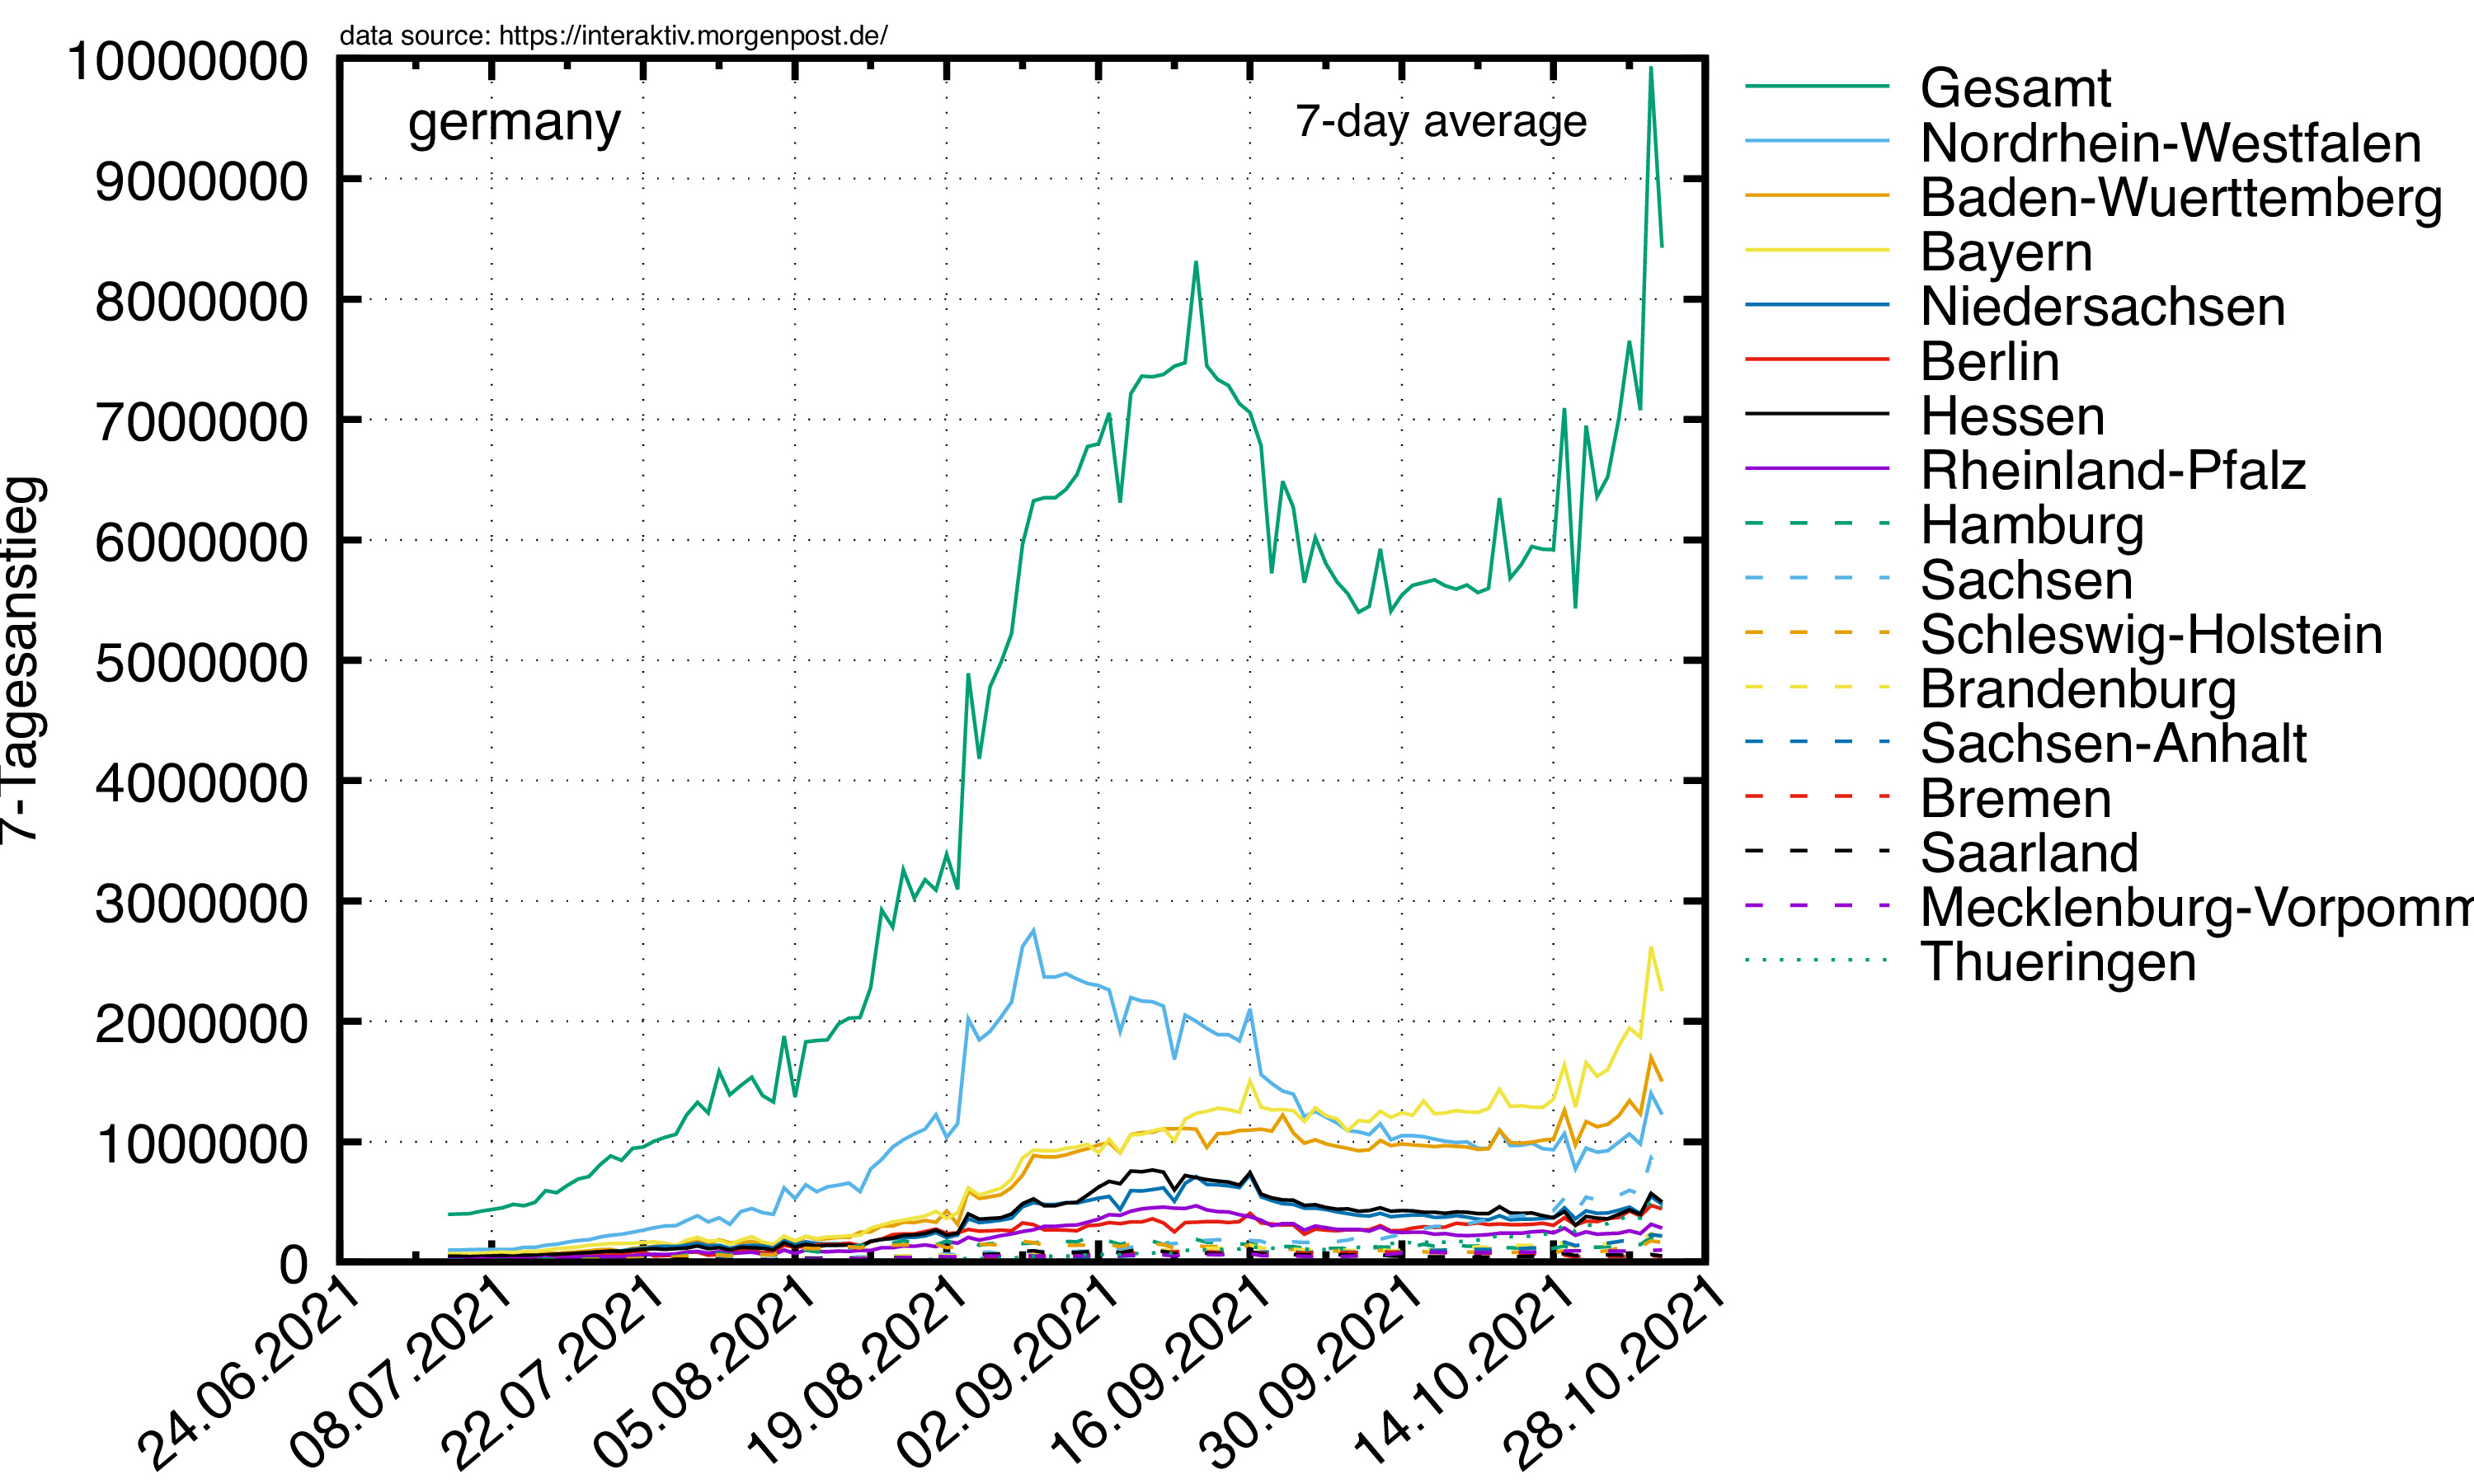 data source: https://interaktiv.morgenpost.de/
germany
7-day average
7-Tagesanstieg
10000000
9000000
8000000
7000000
6000000
5000000
4000000
3000000
2000000
1000000
0
24.06.2021
08.07.2021
22.07.2021
05.08.2021
19.08.2021
02.09.2021
16.09.2021
30.09.2021
14.10.2021
28.10.2021
Gesamt
Nordrhein-Westfalen
Baden-Wuerttemberg
Bayern
Niedersachsen
Berlin
Hessen
Rheinland-Pfalz
Hamburg
Sachsen
Schleswig-Holstein
Brandenburg
Sachsen-Anhalt
Bremen
Saarland
Mecklenburg-Vorpomm
Thueringen